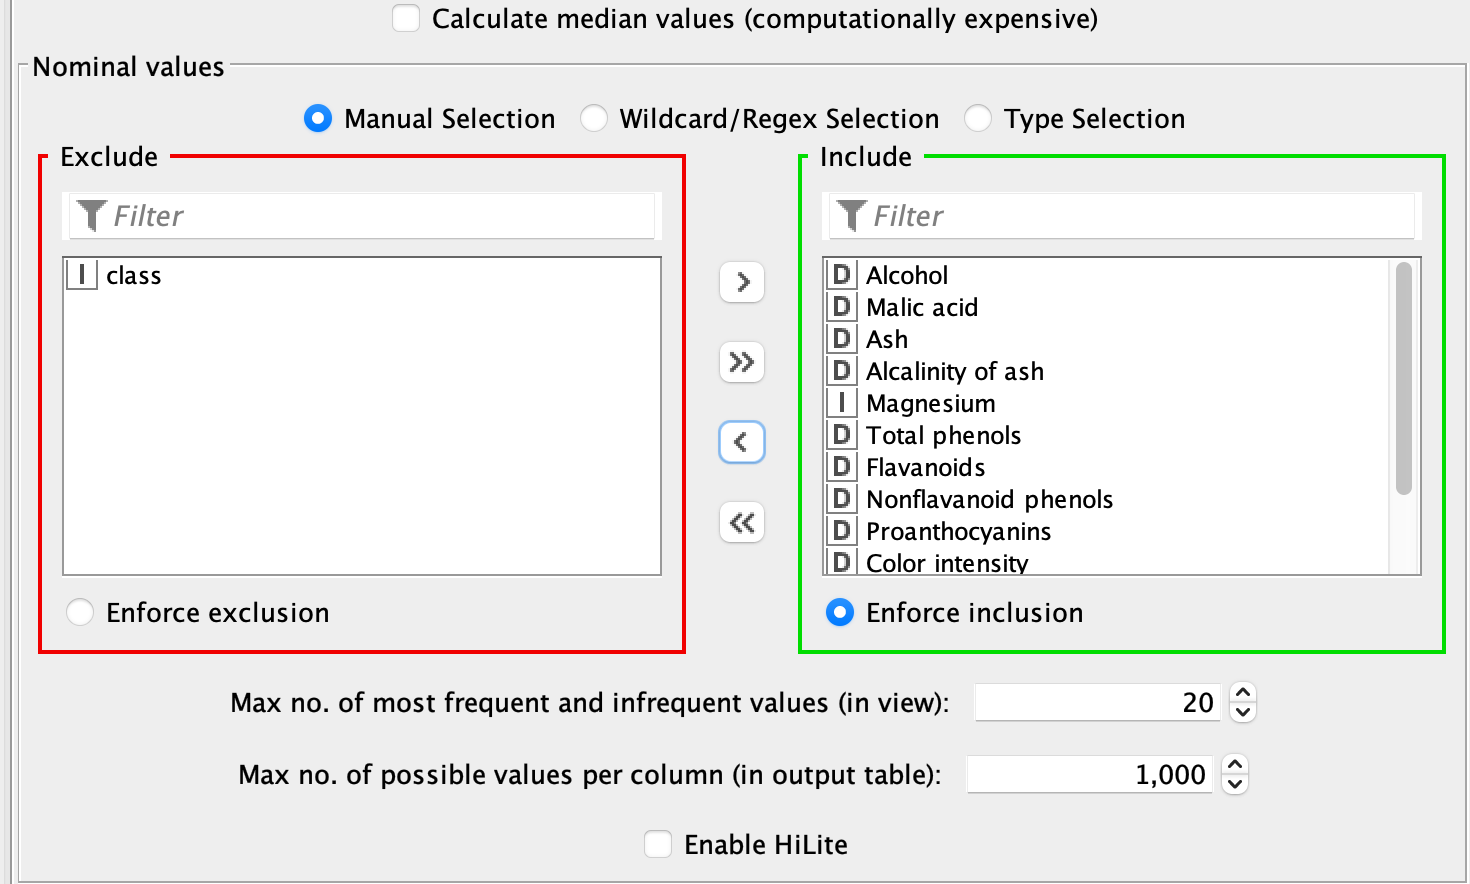 Calculate median values (computationally expensive)
Nominal values
Manual Selection Wildcard/Regex Selection Type Selection
Exclude
Filter
I class
Enforce exclusion
>
>>
<
<<
Include
Filter
D Alcohol
D Malic acid
D Ash
D Alcalinity of ash
I Magnesium
D Total phenols
D Flavanoids
D Nonflavanoid phenols
D Proanthocyanins
D Color intensity
Enforce inclusion
Max no. of most frequent and infrequent values (in view): 20
Max no. of possible values per column (in output table): 1,000
Enable HiLite